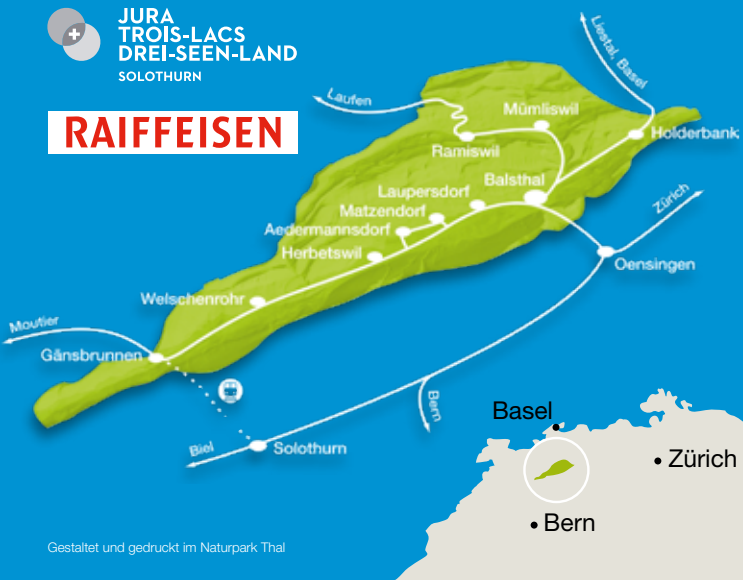 JURA
TROIS-LACS
DREI-SEEN-LAND
SOLOTHURN
RAIFFEISEN
Liestal, Basel
Laufen
Mümliswil
Holderbank
Ramiswil
Balsthal
Laupersdorf
Zürich
Matzendorf
Aedermannsdorf
Herbetswil
Oensingen
Welschenrohr
Moutier
Gänsbrunnen
Bern
Biel
Solothurn
Basel
Zürich
Bern
Gestaltet und gedruckt im Naturpark Thal